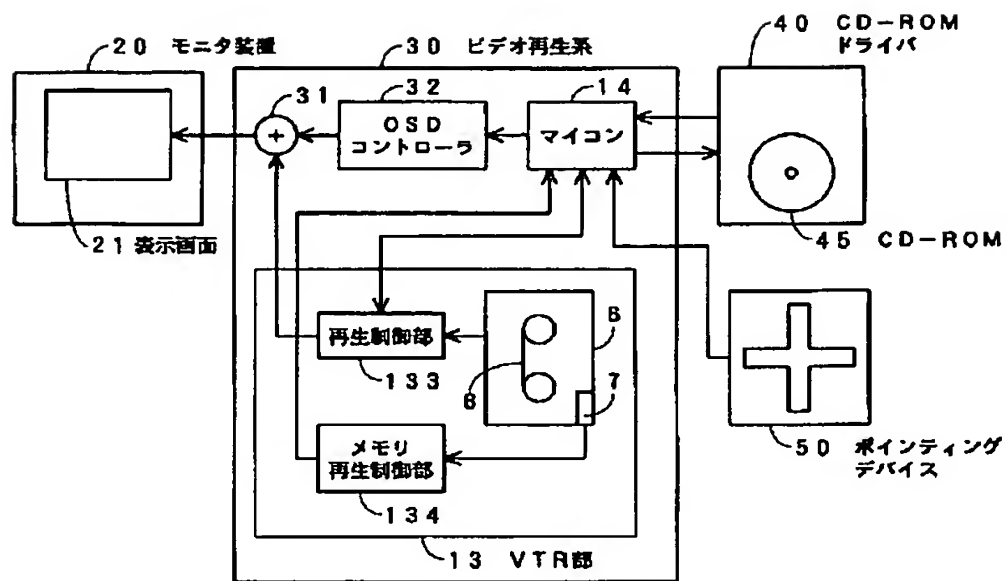 20 モニタ装置
30 ビデオ再生系
40 CD-ROM
ドライバ
31
32
OSD
コントローラ
14
マイコン
21 表示画面
45 CD-ROM
再生制御部
133
6
8
7
メモリ
再生制御部
134
50 ポインティング
デバイス
13 VTR部